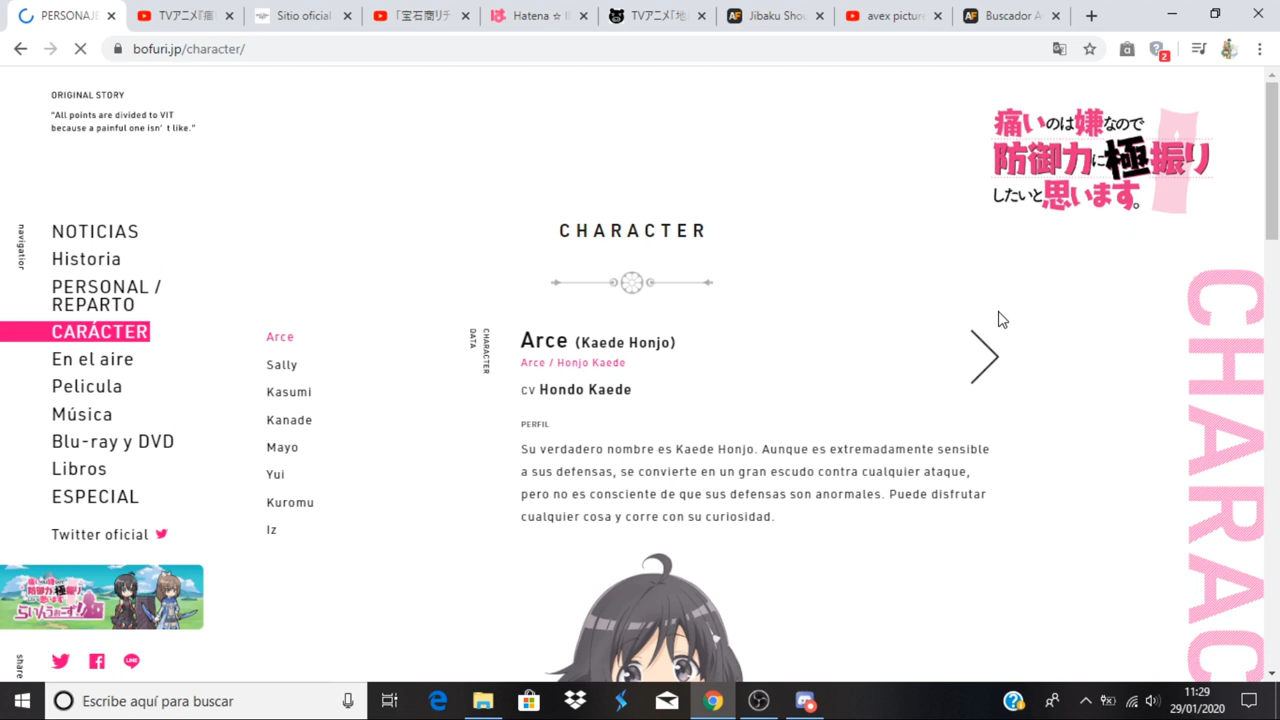 PERSONAJE
TVアニメ『痛
Sitio oficial
「宝石商リチ
Hatena ☆ I
TVアニメ「地
Jibaku Shou
avex picture
Buscador A
bofuri.jp/character/
2
ORIGINAL STORY
"All points are divided to VIT
because a painful one isn't like."
痛いのは嫌なので
防御力に極振り
したいと思います。
navigation
NOTICIAS
Historia
PERSONAL /
REPARTO
CARÁCTER
En el aire
Pelicula
Música
Blu-ray y DVD
Libros
ESPECIAL
Twitter oficial
share
CHARACTER
Arce
Sally
Kasumi
Kanade
Mayo
Yui
Kuromu
Iz
CHARACTER
DATA
Arce (Kaede Honjo)
Arce / Honjo Kaede
CV Hondo Kaede
PERFIL
Su verdadero nombre es Kaede Honjo. Aunque es extremadamente sensible
a sus defensas, se convierte en un gran escudo contra cualquier ataque,
pero no es consciente de que sus defensas son anormales. Puede disfrutar
cualquier cosa y corre con su curiosidad.
CHARAC
Escribe aquí para buscar
11:29
29/01/2020